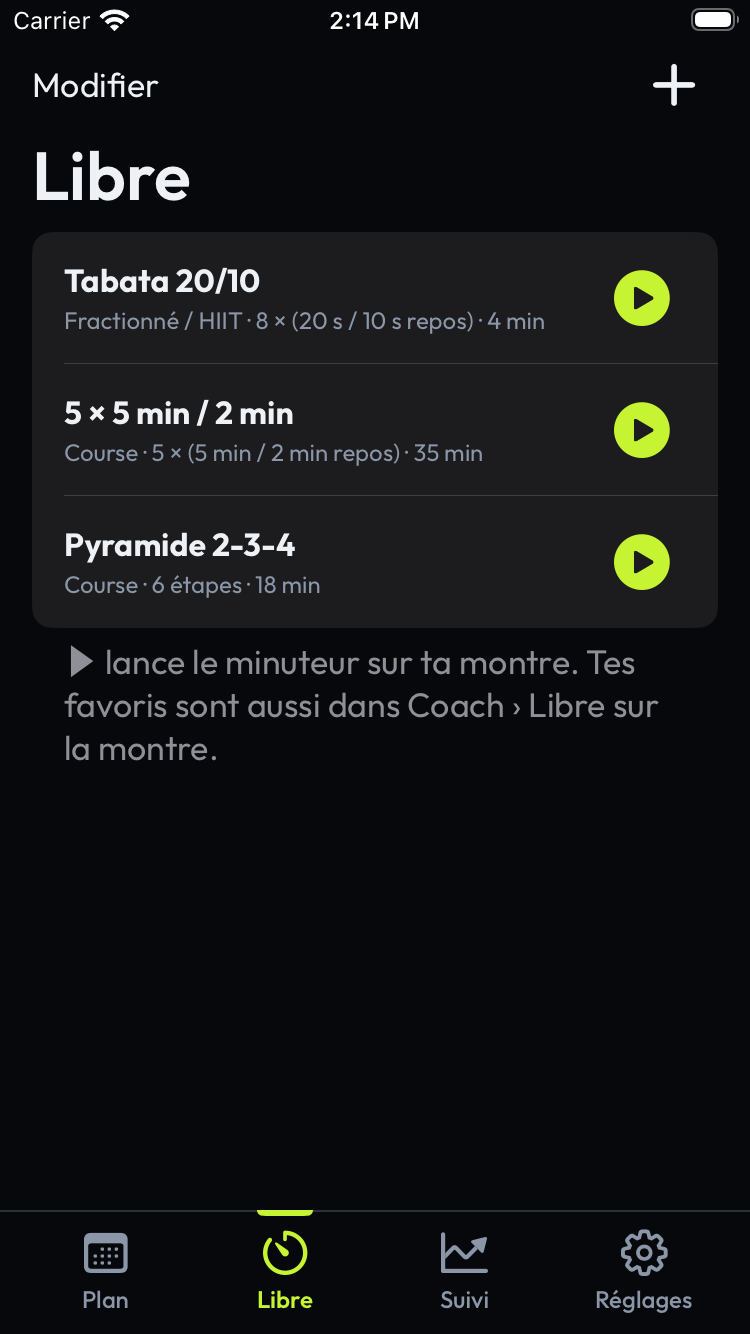 Carrier
2:14 PM
Modifier
Libre
Tabata 20/10
Fractionné / HIIT · 8 × (20 s / 10 s repos) · 4 min
5 × 5 min / 2 min
Course · 5 × (5 min / 2 min repos) · 35 min
Pyramide 2-3-4
Course · 6 étapes · 18 min
▶ lance le minuteur sur ta montre. Tes
favoris sont aussi dans Coach › Libre sur
la montre.
Plan
Libre
Suivi
Réglages